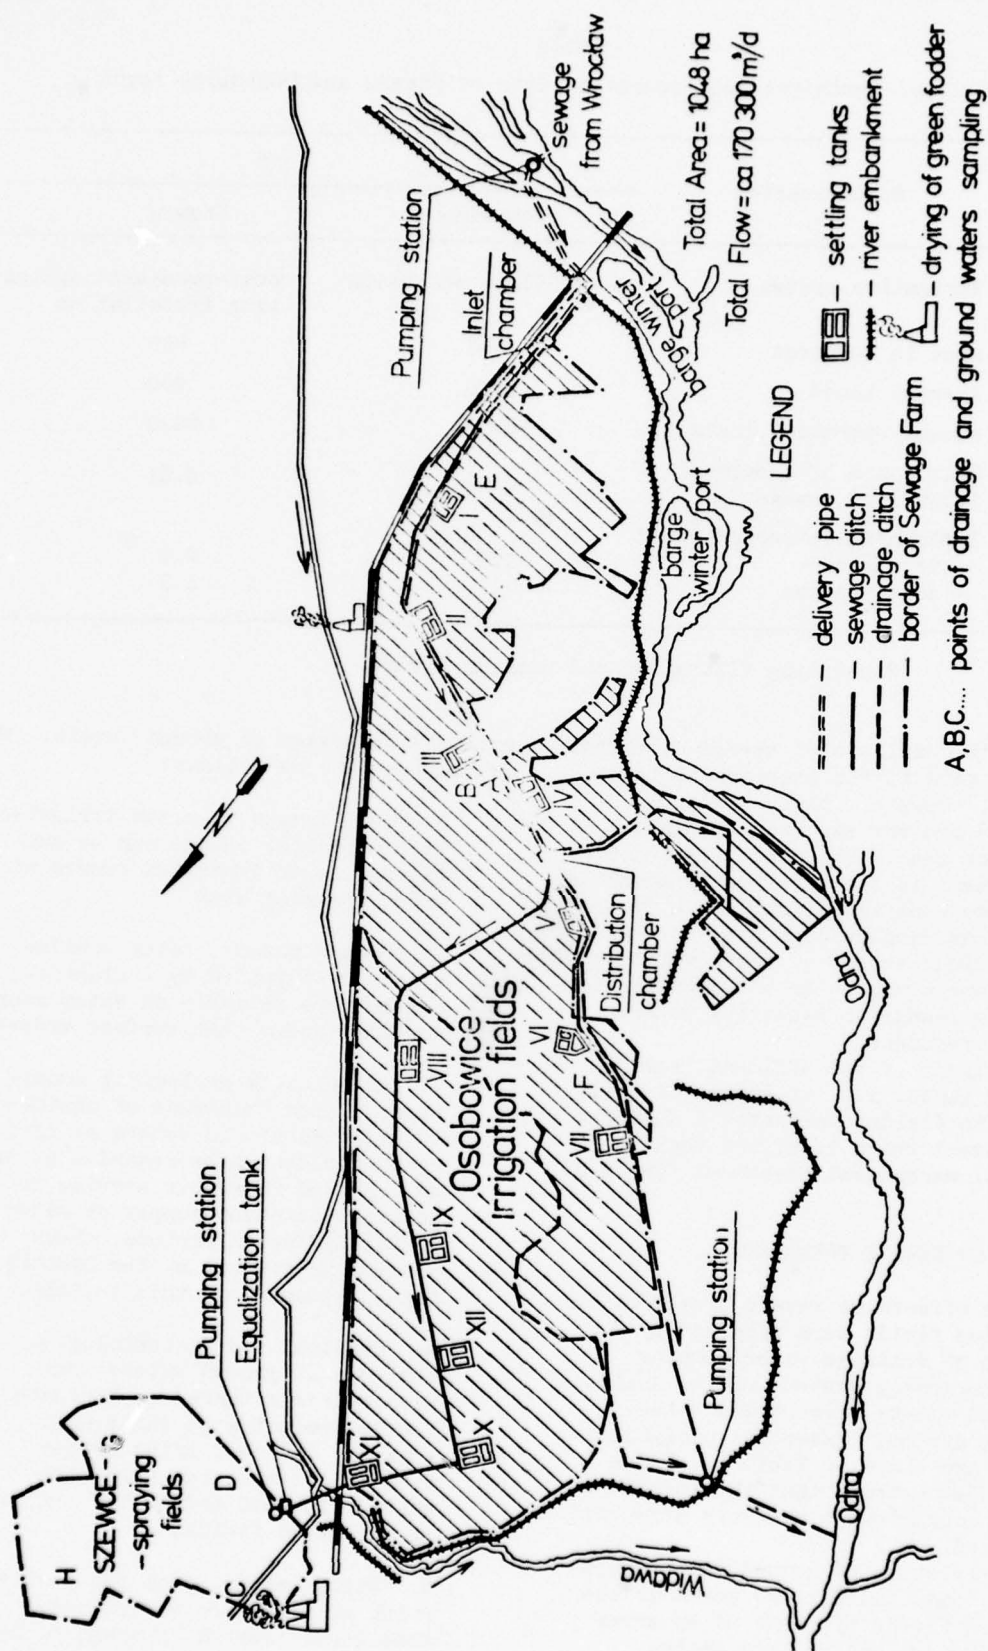 sewage
from Wrocław
Pumping station
Inlet
chamber
barge winter
port
Total Area = 1048 ha
Total Flow = ca 170 300 m³/d
barge
winter port
E
I
II
III
B
A
IV
V
VI
F
VII
VIII
IX
XII
X
XI
N
Distribution
chamber
Osobowice
Irrigation fields
Pumping station
Equalization tank
Pumping station
SZEWCE - G
- spraying
fields
H
D
C
Odra
Odra
Widawa
LEGEND
- delivery pipe
- sewage ditch
- drainage ditch
- border of Sewage Farm
- settling tanks
- river embankment
- drying of green fodder
A,B,C.... points of drainage and ground waters sampling